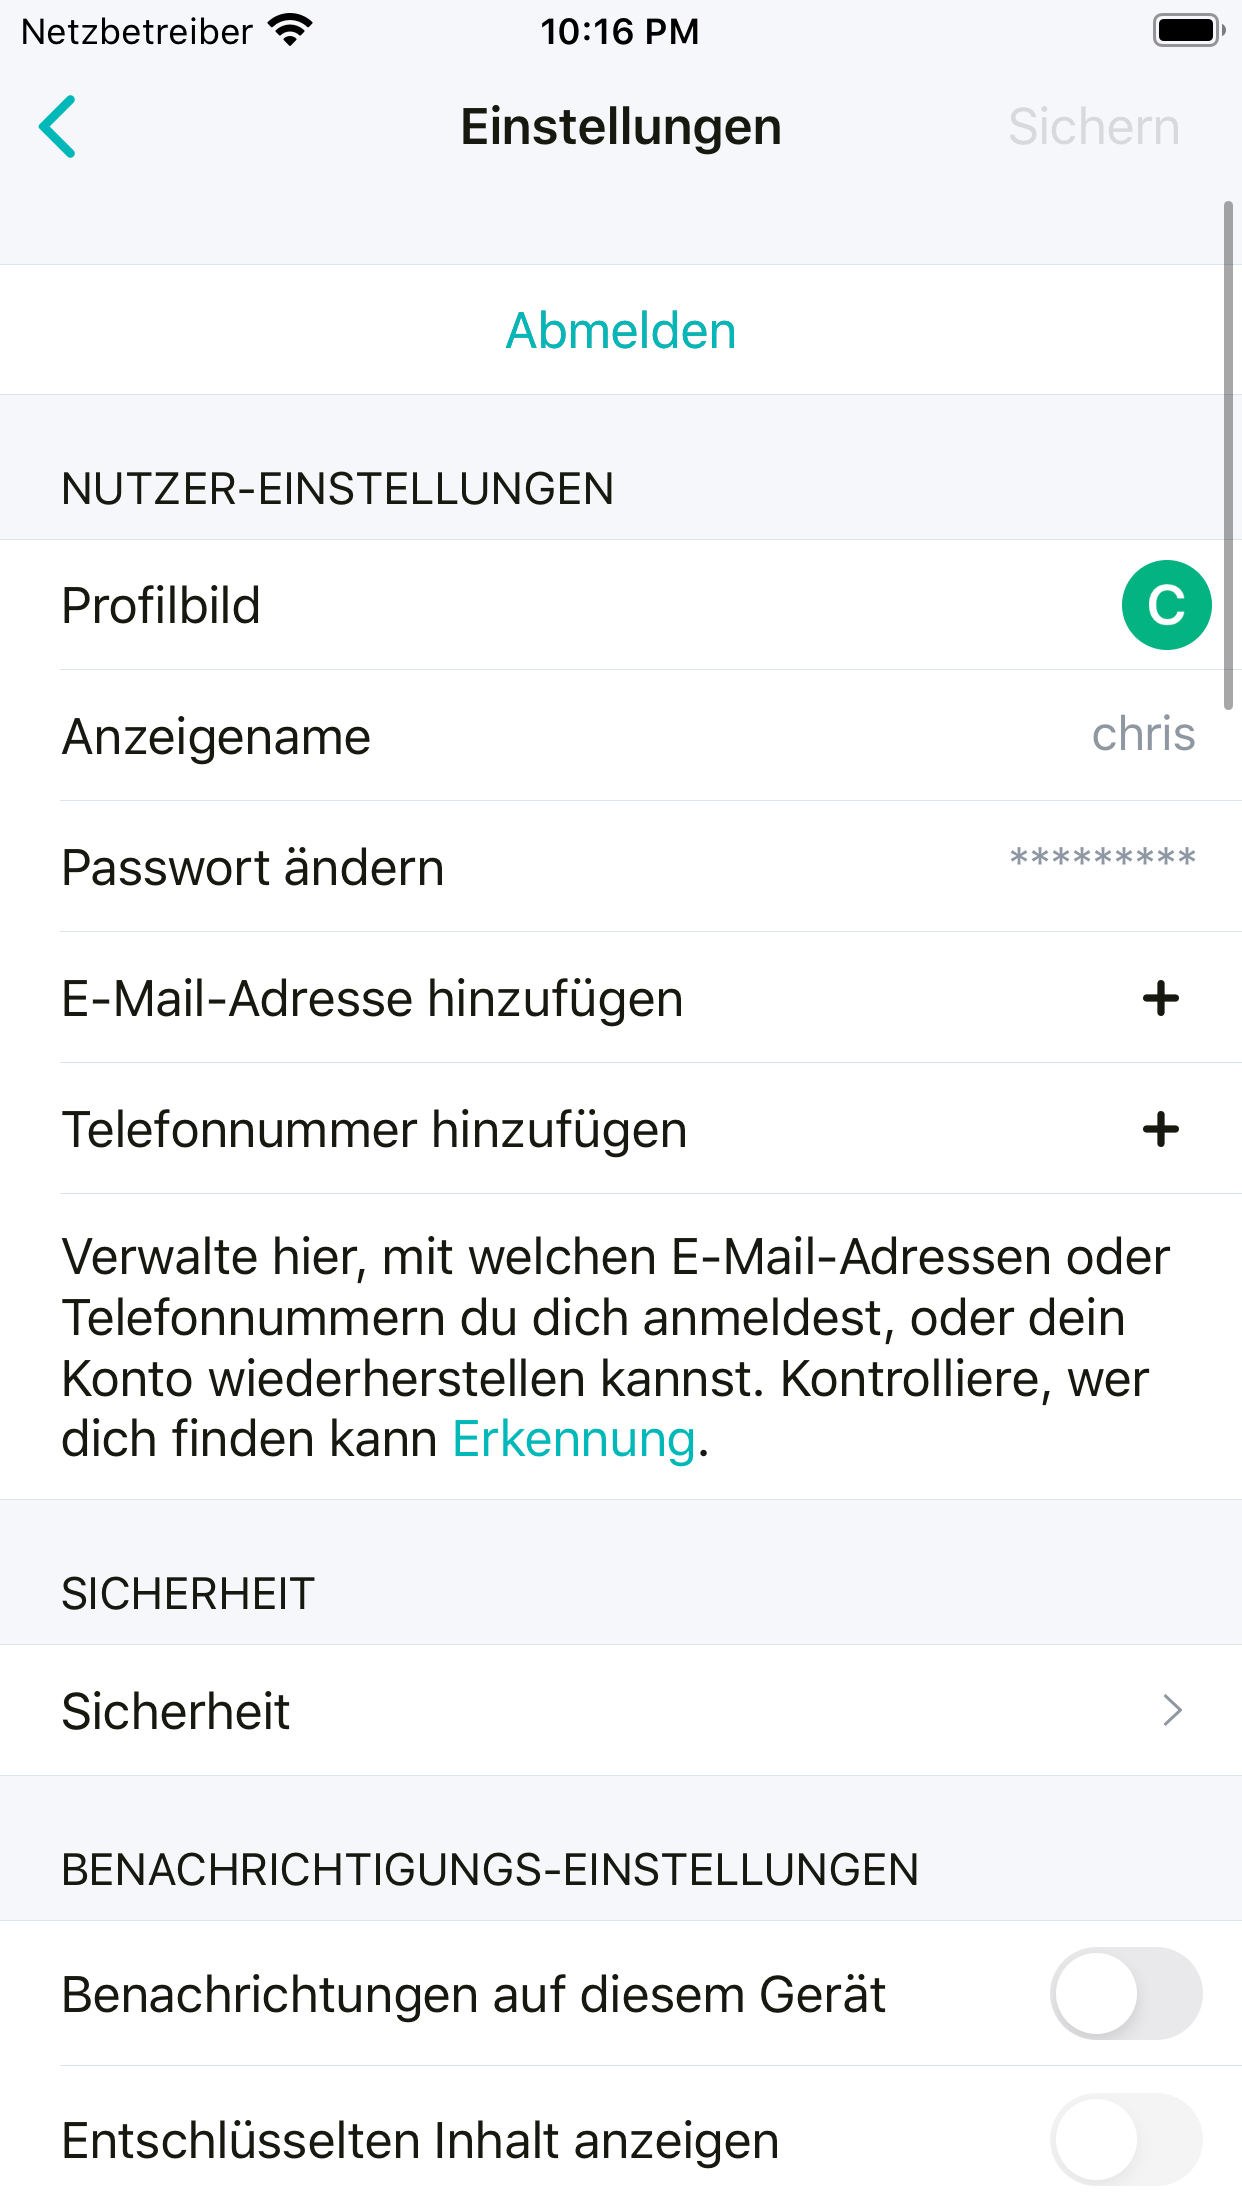 Netzbetreiber 10:16 PM
Einstellungen Sichern
Abmelden
NUTZER-EINSTELLUNGEN
Profilbild C
Anzeigename chris
Passwort ändern *********
E-Mail-Adresse hinzufügen +
Telefonnummer hinzufügen +
Verwalte hier, mit welchen E-Mail-Adressen oder
Telefonnummern du dich anmeldest, oder dein
Konto wiederherstellen kannst. Kontrolliere, wer
dich finden kann Erkennung.
SICHERHEIT
Sicherheit
BENACHRICHTIGUNGS-EINSTELLUNGEN
Benachrichtungen auf diesem Gerät
Entschlüsselten Inhalt anzeigen